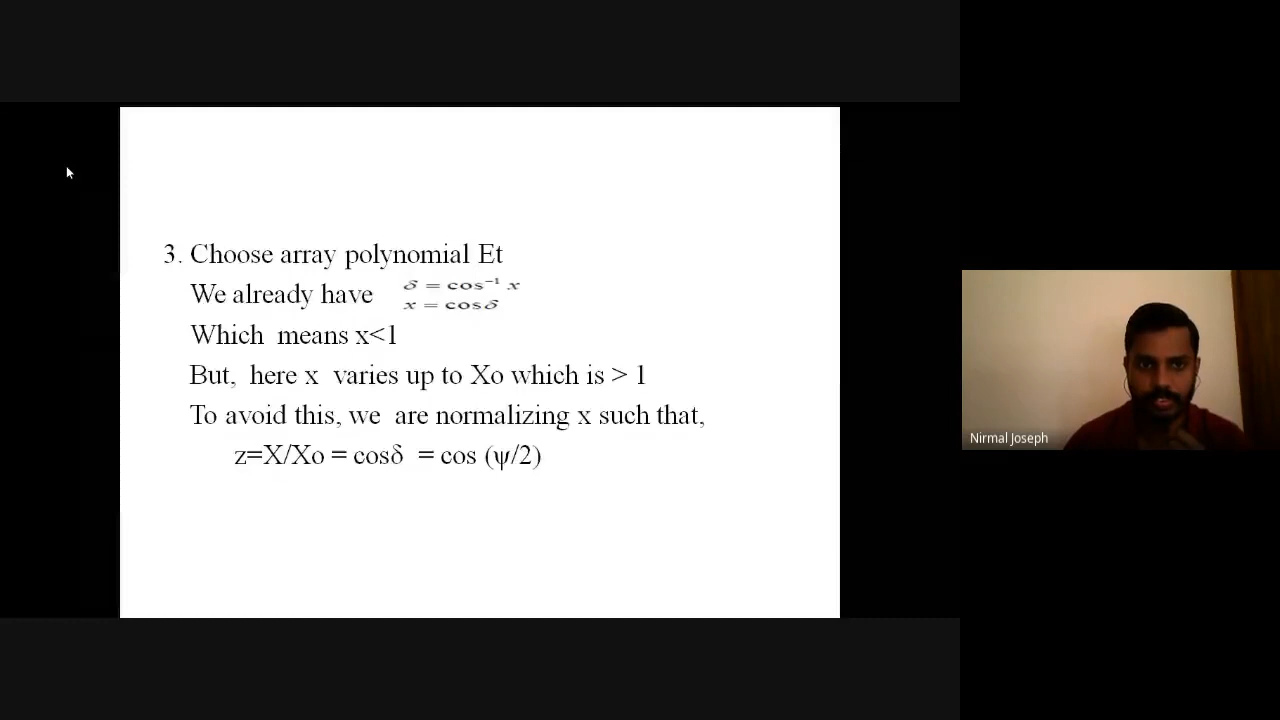 3. Choose array polynomial Et
We already have δ = cos⁻¹ x
x = cosδ
Which means x<1
But, here x varies up to Xo which is > 1
To avoid this, we are normalizing x such that,
z=X/Xo = cosδ = cos (ψ/2)
Nirmal Joseph